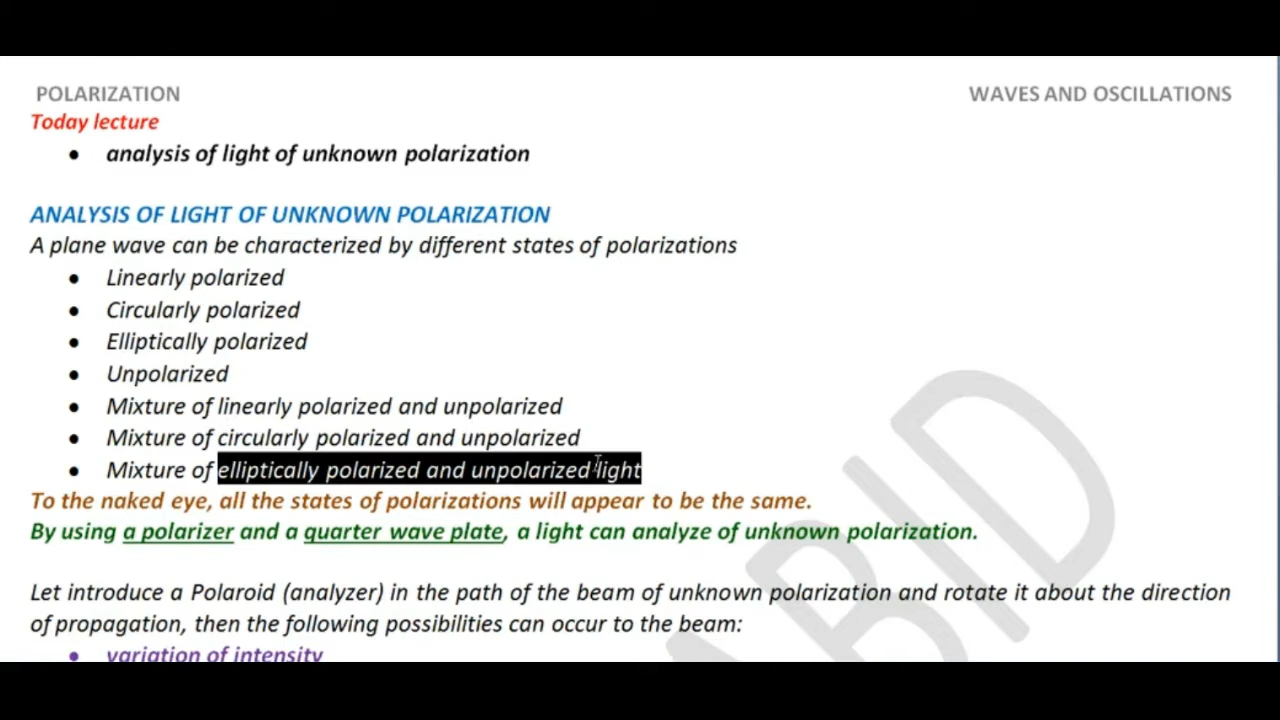 POLARIZATION WAVES AND OSCILLATIONS
Today lecture
• analysis of light of unknown polarization
ANALYSIS OF LIGHT OF UNKNOWN POLARIZATION
A plane wave can be characterized by different states of polarizations
• Linearly polarized
• Circularly polarized
• Elliptically polarized
• Unpolarized
• Mixture of linearly polarized and unpolarized
• Mixture of circularly polarized and unpolarized
• Mixture of elliptically polarized and unpolarized light
To the naked eye, all the states of polarizations will appear to be the same.
By using a polarizer and a quarter wave plate, a light can analyze of unknown polarization.
Let introduce a Polaroid (analyzer) in the path of the beam of unknown polarization and rotate it about the direction
of propagation, then the following possibilities can occur to the beam:
• variation of intensity